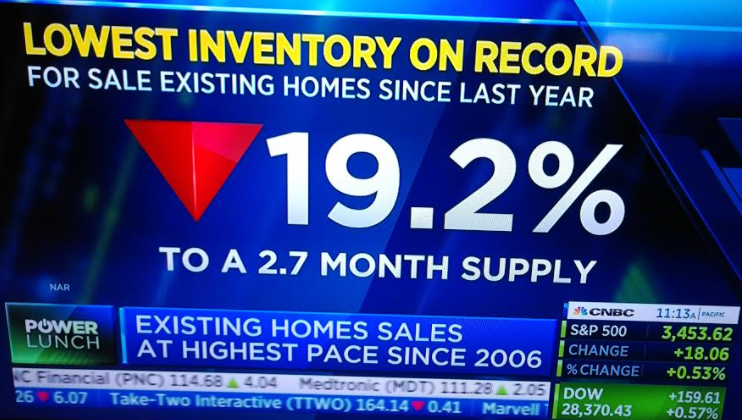 LOWEST INVENTORY ON RECORD
FOR SALE EXISTING HOMES SINCE LAST YEAR
19.2%
TO A 2.7 MONTH SUPPLY
NAR
POWER
LUNCH
EXISTING HOMES SALES
AT HIGHEST PACE SINCE 2006
CNBC 11:13A PACIFIC
S&P 500 3,453.62
CHANGE +18.06
% CHANGE +0.53%
DOW +159.61
28,370.43 +0.57%
NC Financial (PNC) 114.68 ▲ 4.04 Medtronic (MDT) 111.28 ▲ 2.05
26 ▼ 6.07 Take-Two Interactive (TTWO) 164.14 ▼ 0.41 Marvell